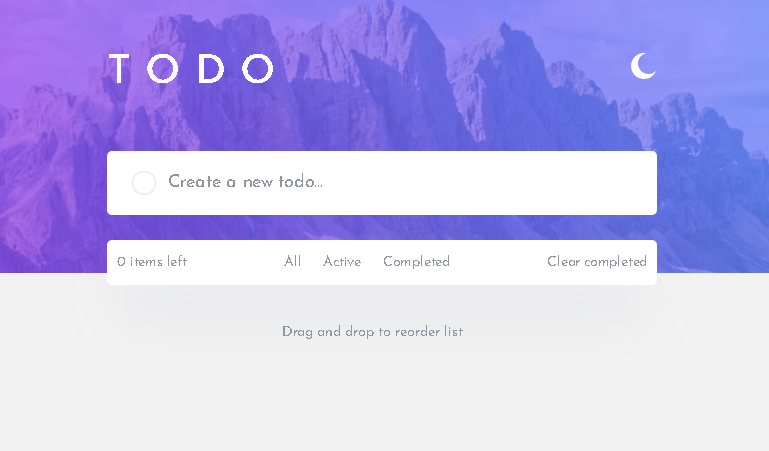 TODO
Create a new todo...
0 items left All Active Completed Clear completed
Drag and drop to reorder list